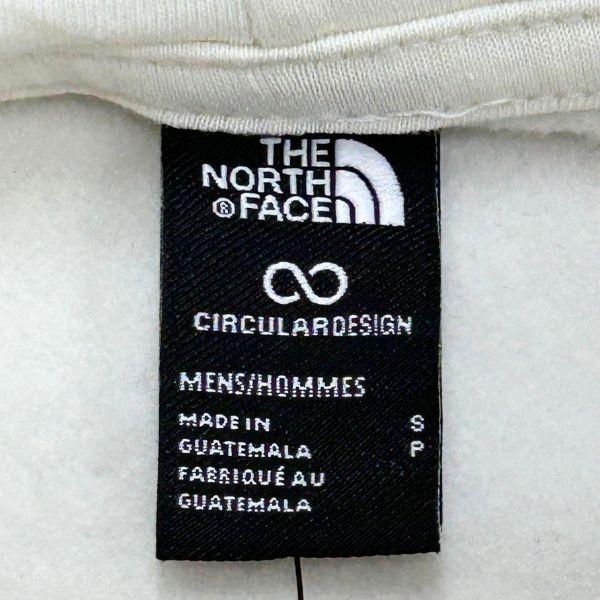 THE
NORTH
®FACE
CIRCULARDESIGN
MENS/HOMMES
MADE IN S
GUATEMALA P
FABRIQUÉ AU
GUATEMALA